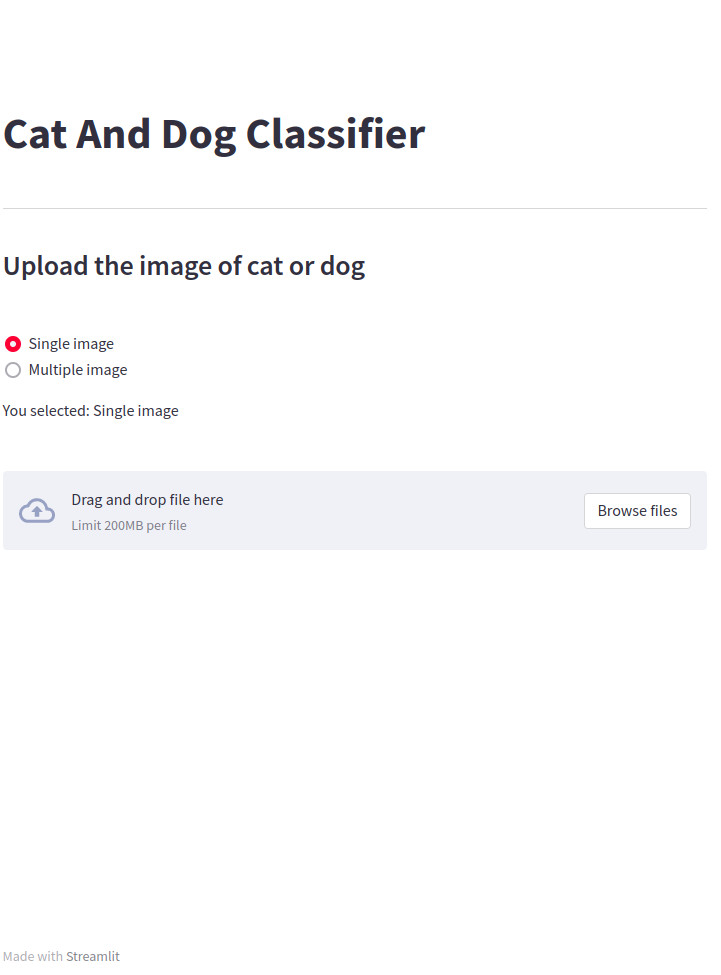 Cat And Dog Classifier
Upload the image of cat or dog
Single image
Multiple image
You selected: Single image
Drag and drop file here
Limit 200MB per file
Browse files
Made with Streamlit